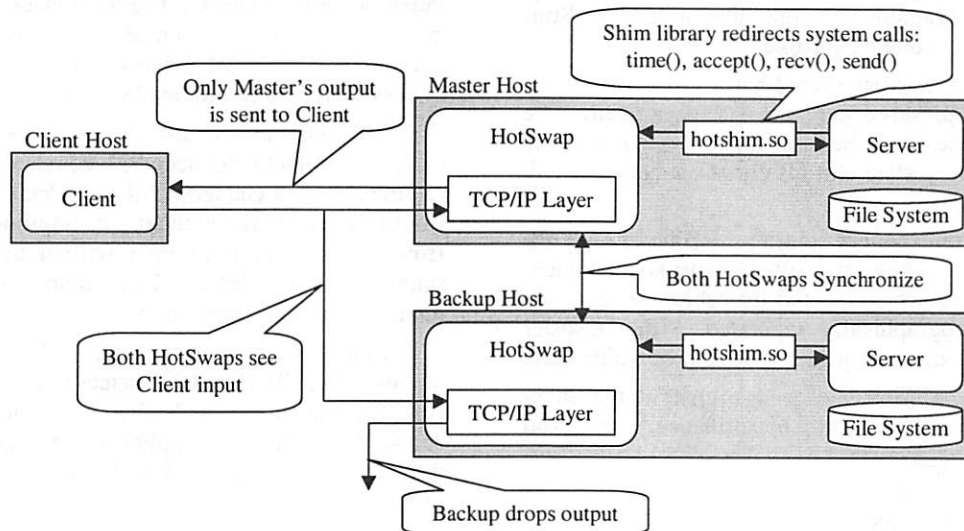 Shim library redirects system calls:
time(), accept(), recv(), send()
Only Master's output
is sent to Client
Master Host
Client Host
HotSwap
hotshim.so
Server
Client
TCP/IP Layer
File System
Both HotSwaps Synchronize
Backup Host
Both HotSwaps see
Client input
HotSwap
hotshim.so
Server
TCP/IP Layer
File System
Backup drops output